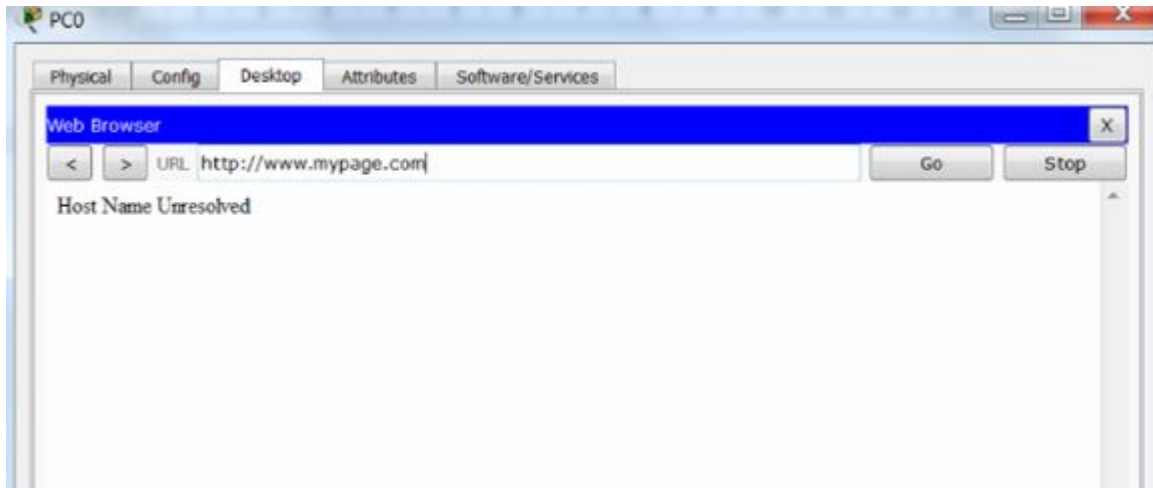 PC0
Physical Config Desktop Attributes Software/Services
Web Browser X
< > URL http://www.mypage.com Go Stop
Host Name Unresolved